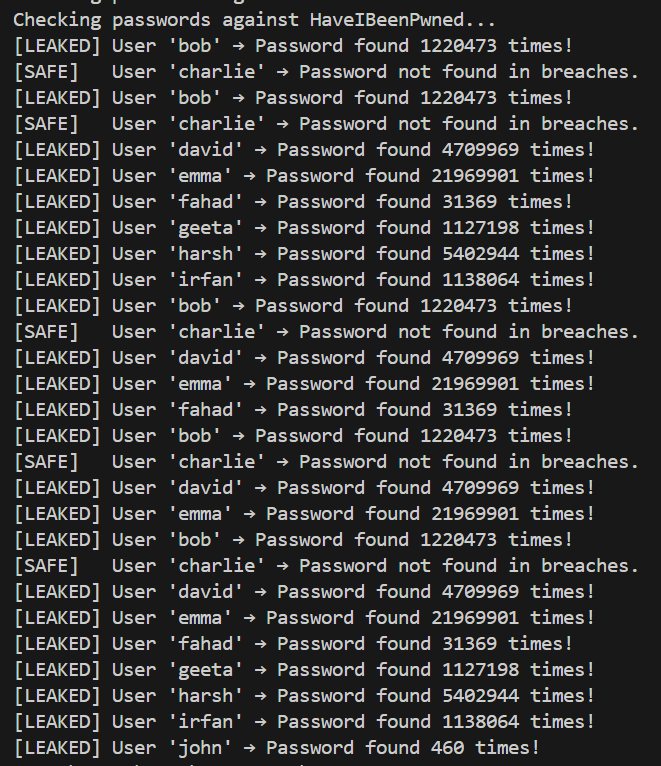 Checking passwords against HaveIBeenPwned...
[LEAKED] User 'bob' → Password found 1220473 times!
[SAFE]   User 'charlie' → Password not found in breaches.
[LEAKED] User 'bob' → Password found 1220473 times!
[SAFE]   User 'charlie' → Password not found in breaches.
[LEAKED] User 'david' → Password found 4709969 times!
[LEAKED] User 'emma' → Password found 21969901 times!
[LEAKED] User 'fahad' → Password found 31369 times!
[LEAKED] User 'geeta' → Password found 1127198 times!
[LEAKED] User 'harsh' → Password found 5402944 times!
[LEAKED] User 'irfan' → Password found 1138064 times!
[LEAKED] User 'bob' → Password found 1220473 times!
[SAFE]   User 'charlie' → Password not found in breaches.
[LEAKED] User 'david' → Password found 4709969 times!
[LEAKED] User 'emma' → Password found 21969901 times!
[LEAKED] User 'fahad' → Password found 31369 times!
[LEAKED] User 'bob' → Password found 1220473 times!
[SAFE]   User 'charlie' → Password not found in breaches.
[LEAKED] User 'david' → Password found 4709969 times!
[LEAKED] User 'emma' → Password found 21969901 times!
[LEAKED] User 'bob' → Password found 1220473 times!
[SAFE]   User 'charlie' → Password not found in breaches.
[LEAKED] User 'david' → Password found 4709969 times!
[LEAKED] User 'emma' → Password found 21969901 times!
[LEAKED] User 'fahad' → Password found 31369 times!
[LEAKED] User 'geeta' → Password found 1127198 times!
[LEAKED] User 'harsh' → Password found 5402944 times!
[LEAKED] User 'irfan' → Password found 1138064 times!
[LEAKED] User 'john' → Password found 460 times!